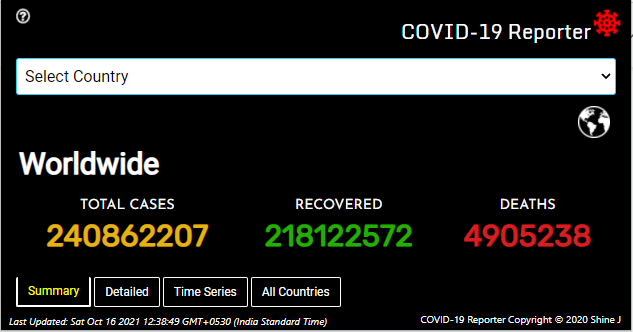 COVID-19 Reporter
Select Country
Worldwide
TOTAL CASES RECOVERED DEATHS
240862207 218122572 4905238
Summary Detailed Time Series All Countries
Last Updated: Sat Oct 16 2021 12:38:49 GMT+0530 (India Standard Time) COVID-19 Reporter Copyright © 2020 Shine J